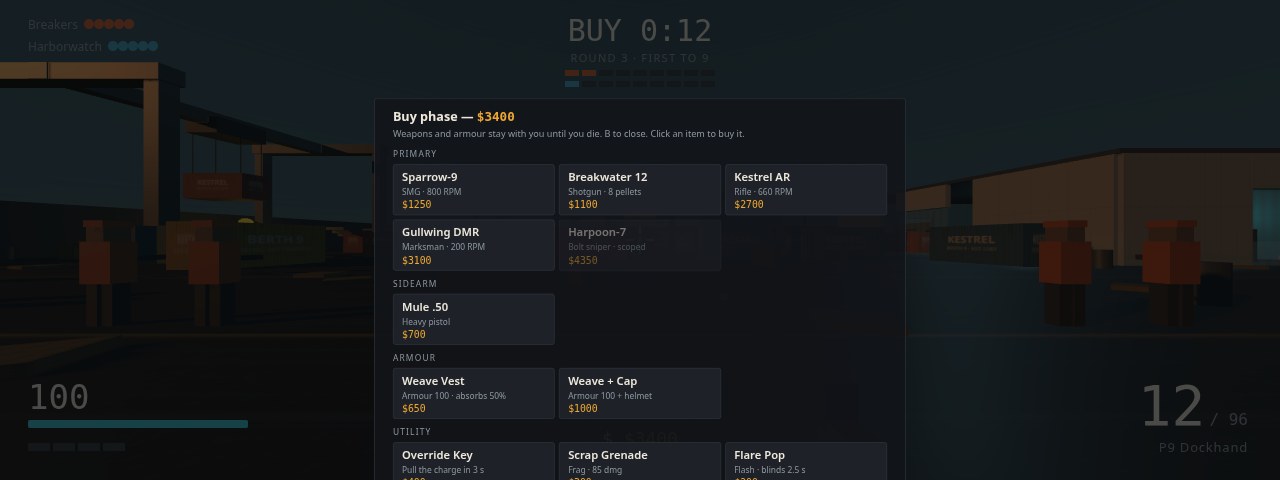 Breakers
Harborwatch
BUY 0:12
ROUND 3 · FIRST TO 9
Buy phase — $3400
Weapons and armour stay with you until you die. B to close. Click an item to buy it.
PRIMARY
Sparrow-9
SMG · 800 RPM
$1250
Breakwater 12
Shotgun · 8 pellets
$1100
Kestrel AR
Rifle · 660 RPM
$2700
Gullwing DMR
Marksman · 200 RPM
$3100
Harpoon-7
Bolt sniper · scoped
$4350
SIDEARM
Mule .50
Heavy pistol
$700
ARMOUR
Weave Vest
Armour 100 · absorbs 50%
$650
Weave + Cap
Armour 100 + helmet
$1000
UTILITY
Override Key
Pull the charge in 3 s
Scrap Grenade
Frag · 85 dmg
Flare Pop
Flash · blinds 2.5 s
KESTREL
BERTH 9
KESTREL
100
12 / 96
P9 Dockhand